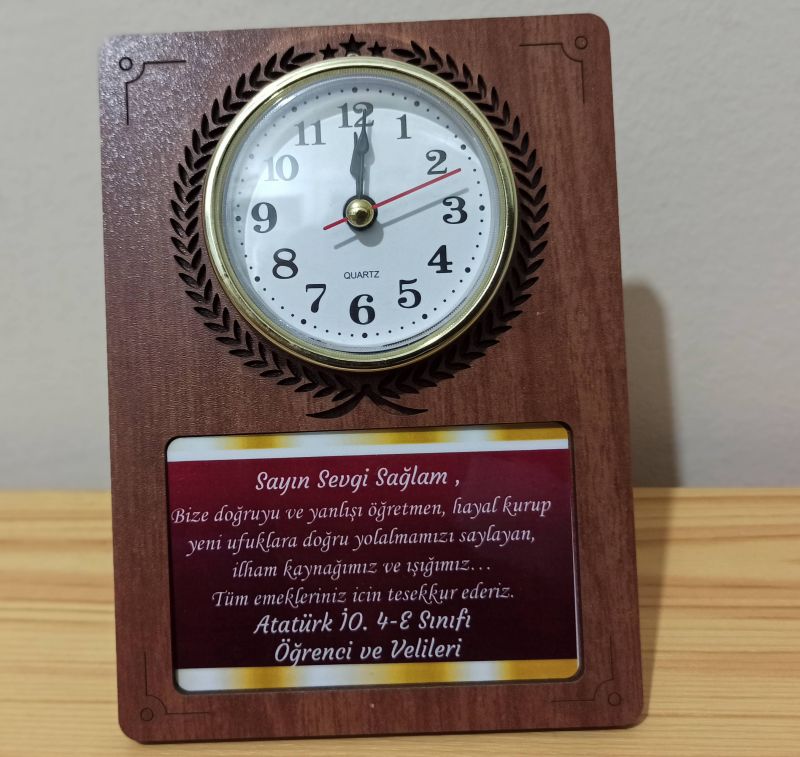 12
11 1
10 2
9 3
8 4
QUARTZ
7 5
6
Sayın Sevgi Sağlam ,
Bize doğruyu ve yanlışı öğretmen, hayal kurup
yeni ufuklara doğru yolalmamızı saylayan,
ilham kaynağımız ve ışığımız...
Tüm emekleriniz icin tesekkur ederiz.
Atatürk İO. 4-E Sınıfı
Öğrenci ve Velileri